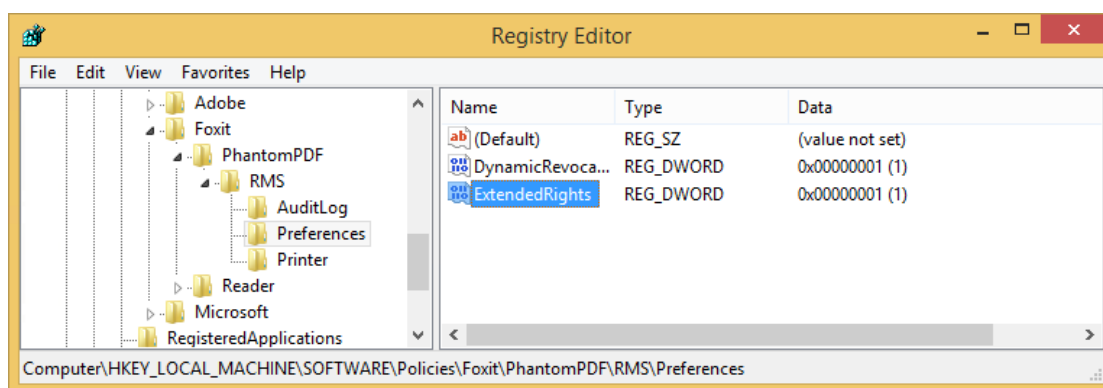 Registry Editor
File Edit View Favorites Help
Adobe
Foxit
PhantomPDF
RMS
AuditLog
Preferences
Printer
Reader
Microsoft
RegisteredApplications
Name Type Data
(Default) REG_SZ (value not set)
DynamicRevoca... REG_DWORD 0x00000001 (1)
ExtendedRights REG_DWORD 0x00000001 (1)
Computer\HKEY_LOCAL_MACHINE\SOFTWARE\Policies\Foxit\PhantomPDF\RMS\Preferences